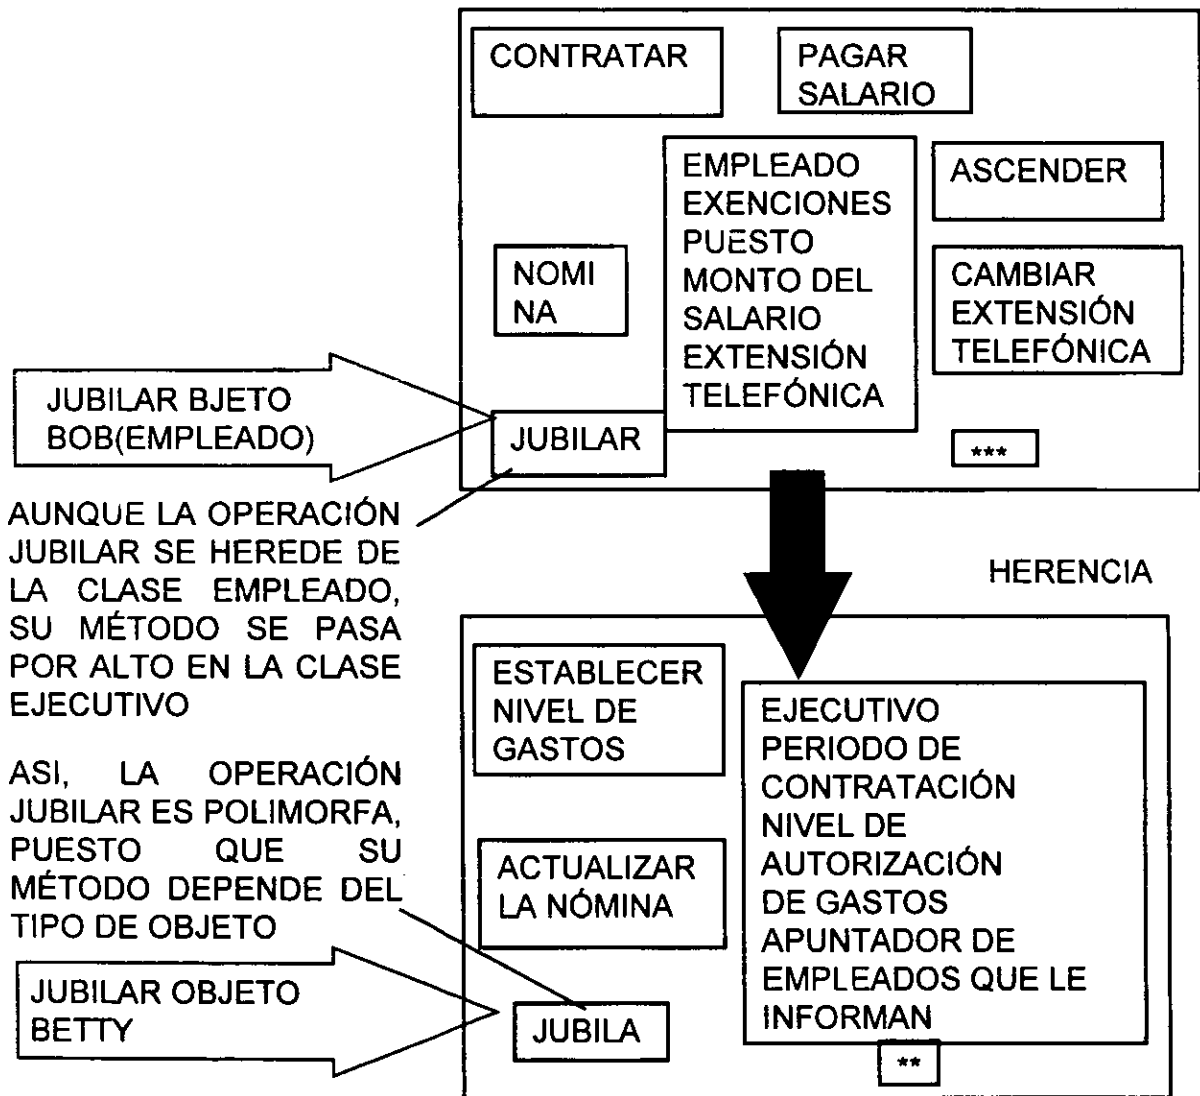 CONTRATAR
PAGAR
SALARIO
EMPLEADO
EXENCIONES
PUESTO
MONTO DEL
SALARIO
EXTENSIÓN
TELEFÓNICA
ASCENDER
NOMI
NA
CAMBIAR
EXTENSIÓN
TELEFÓNICA
JUBILAR BJETO
BOB(EMPLEADO)
JUBILAR
***
AUNQUE LA OPERACIÓN
JUBILAR SE HEREDE DE
LA CLASE EMPLEADO,
SU MÉTODO SE PASA
POR ALTO EN LA CLASE
EJECUTIVO
HERENCIA
ESTABLECER
NIVEL DE
GASTOS
EJECUTIVO
PERIODO DE
CONTRATACIÓN
NIVEL DE
AUTORIZACIÓN
DE GASTOS
APUNTADOR DE
EMPLEADOS QUE LE
INFORMAN
ASI, LA OPERACIÓN
JUBILAR ES POLIMORFA,
PUESTO QUE SU
MÉTODO DEPENDE DEL
TIPO DE OBJETO
ACTUALIZAR
LA NÓMINA
JUBILAR OBJETO
BETTY
JUBILA
**